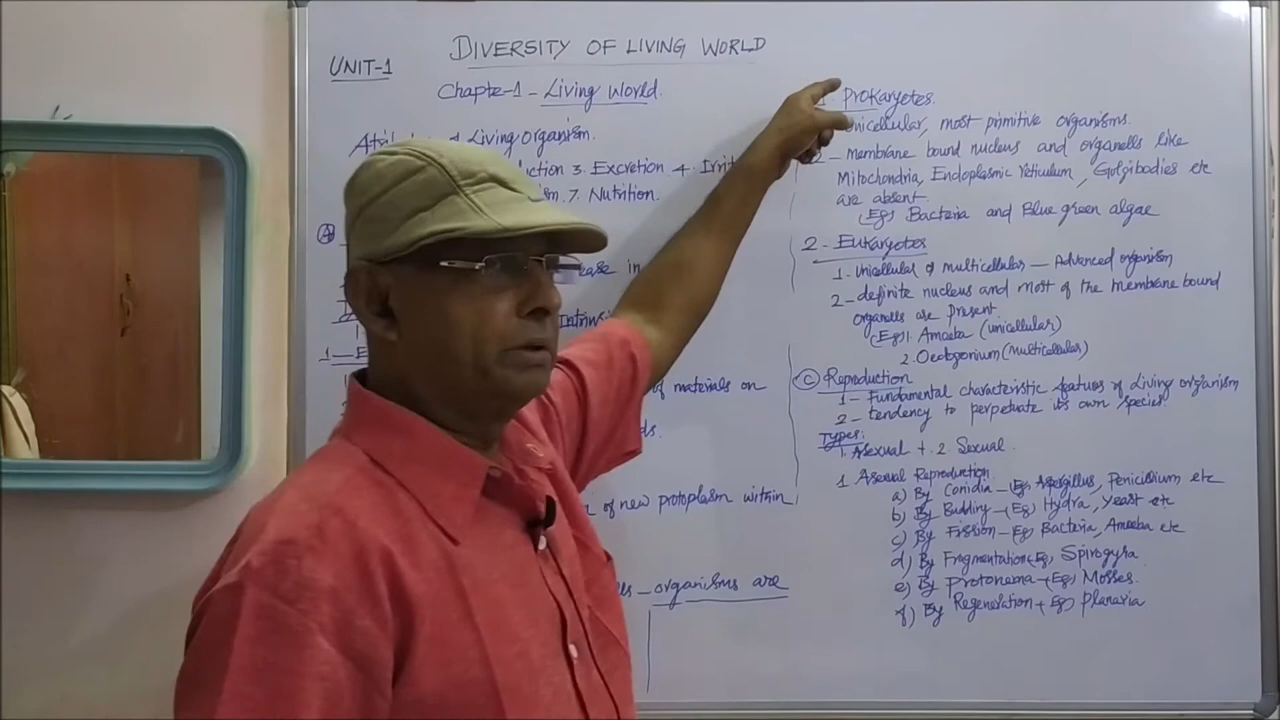 DIVERSITY OF LIVING WORLD
UNIT-1
Chapte-1 - Living World.
Living organism.
3. Excretion 4. Irrit
7. Nutrition.
A
ease in
Intrinsi
of materials on
of new protoplasm within
organisms are
1. Prokaryotes.
unicellular, most primitive organisms.
2 - membrane bound nucleus and organells like
Mitochondria, Endoplasmic reticulum, Golgibodies etc
are absent.
(Eg) Bacteria and Blue green algae
2 - Eukaryotes
1 - Unicellular of multicellular - Advanced organism
2 - definite nucleus and most of the membrane bound
organells are present.
(Eg) 1. Amoeba (unicellular)
2. Oedogonium (multicellular)
C Reproduction
1 - Fundamental characteristic features of Living organism
2 - tendency to perpetuate its own species.
Types:
1. Asexual + 2 Sexual.
1 Asexual Reproduction
a) By Conidia - Eg Aspergillus, Penicillium etc
b) By Budding - (Eg) Hydra, Yeast etc
c) By Fission - (Eg) Bacteria, Amoeba etc
d) By Fragmentation - (Eg) Spirogyra
e) By Protonema - (Eg) Mosses.
f) By Regeneration + (Eg) Planaria